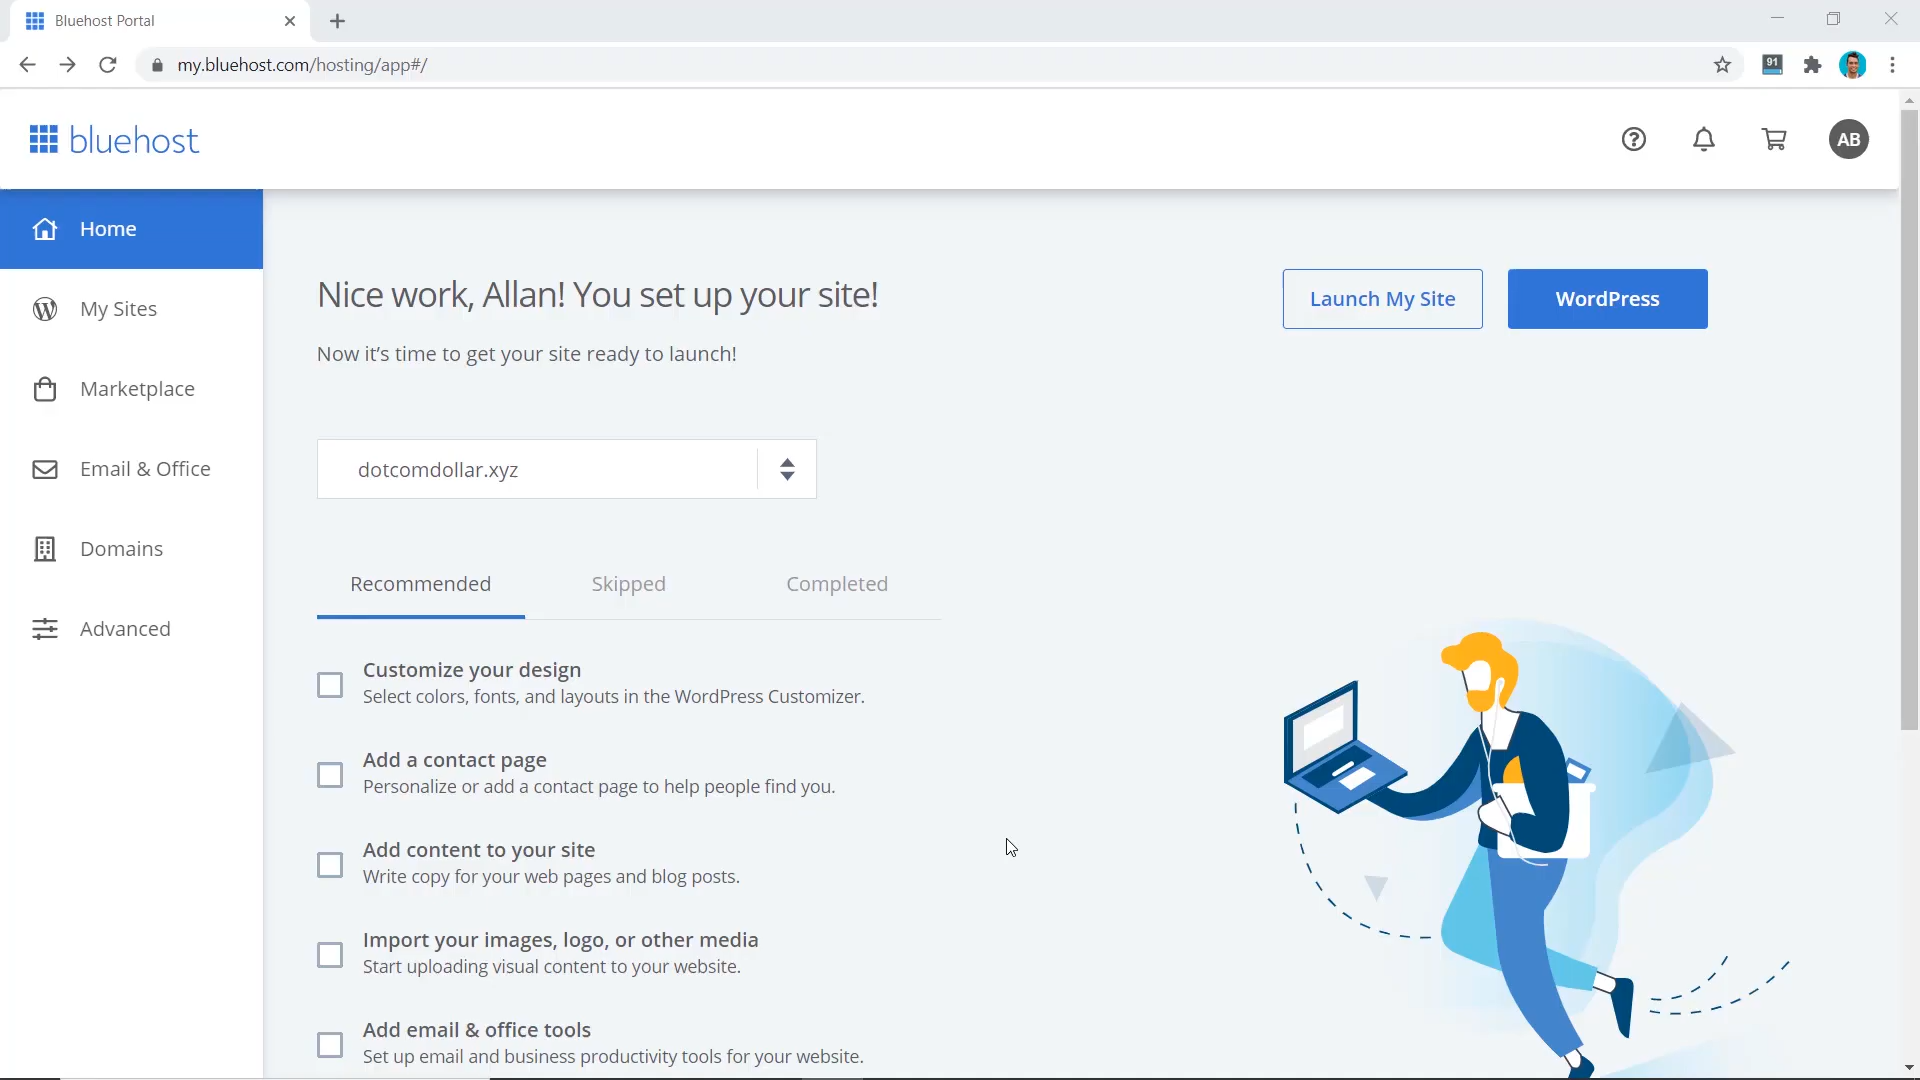 Bluehost Portal
my.bluehost.com/hosting/app#/
91
bluehost
AB
Home
My Sites
Marketplace
Email & Office
Domains
Advanced
Nice work, Allan! You set up your site!
Now it’s time to get your site ready to launch!
Launch My Site
WordPress
dotcomdollar.xyz
Recommended
Skipped
Completed
Customize your design
Select colors, fonts, and layouts in the WordPress Customizer.
Add a contact page
Personalize or add a contact page to help people find you.
Add content to your site
Write copy for your web pages and blog posts.
Import your images, logo, or other media
Start uploading visual content to your website.
Add email & office tools
Set up email and business productivity tools for your website.